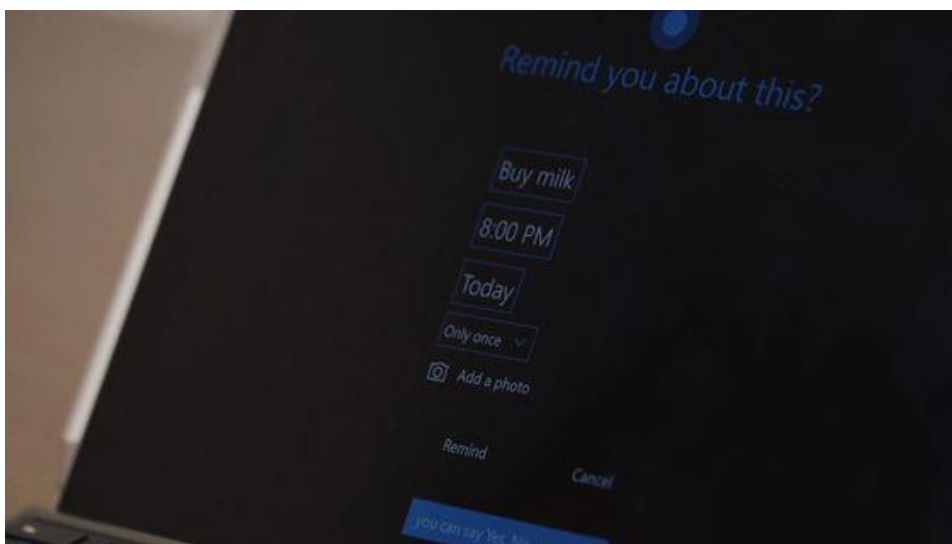 Remind you about this?
Buy milk
8:00 PM
Today
Only once
Add a photo
Remind
Cancel
you can say Yes,